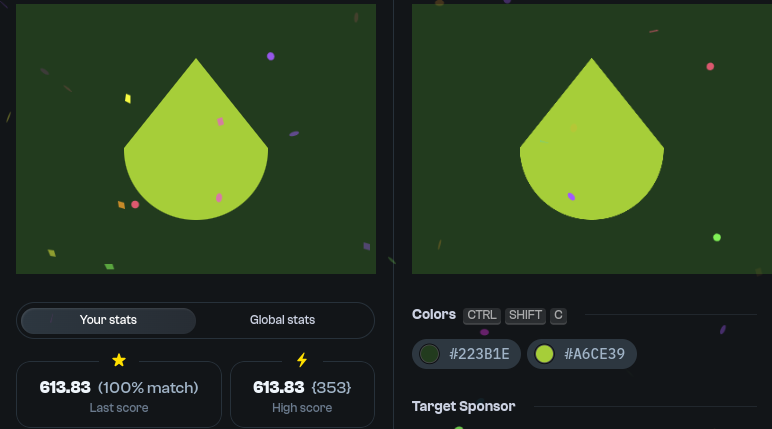 Your stats
Global stats
613.83 (100% match)
Last score
613.83 {353}
High score
Colors CTRL SHIFT C
#223B1E
#A6CE39
Target Sponsor